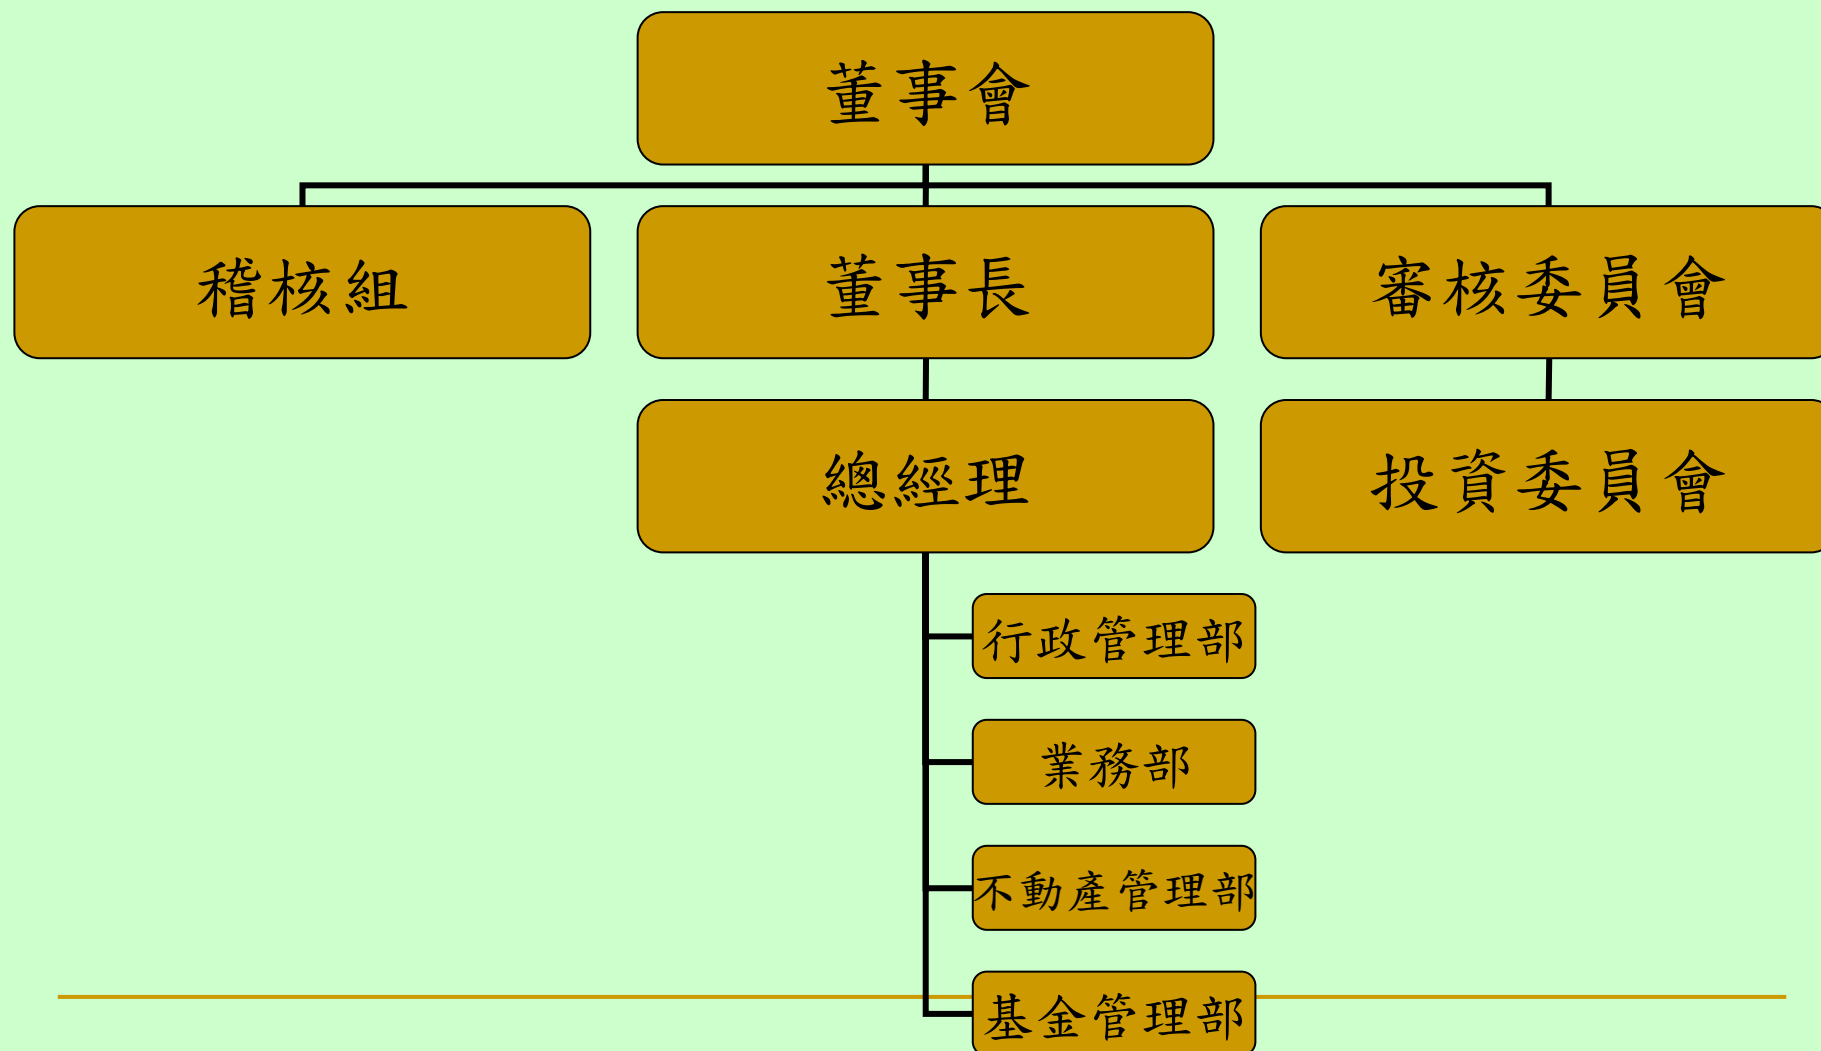 董事會
稽核組
董事長
審核委員會
總經理
投資委員會
行政管理部
業務部
不動產管理部
基金管理部